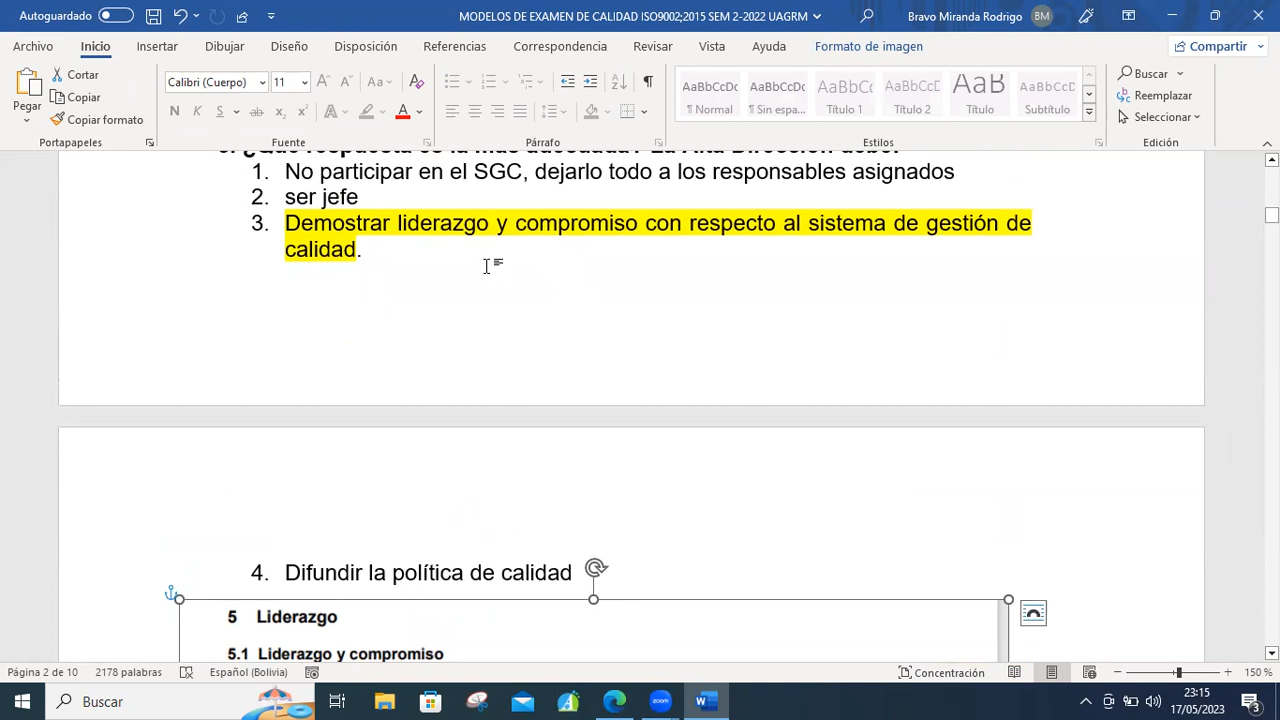 Autoguardado
MODELOS DE EXAMEN DE CALIDAD ISO9002;2015 SEM 2-2022 UAGRM
Bravo Miranda Rodrigo
BM
Archivo Inicio Insertar Dibujar Diseño Disposición Referencias Correspondencia Revisar Vista Ayuda Formato de imagen
Compartir
Pegar
Cortar
Copiar
Copiar formato
Portapapeles
Calibri (Cuerpo) 11
N K S ab
Fuente
Párrafo
AaBbCcDc AaBbCcDc AaBbCc AaBbCcD AaB AaBbCcD
¶ Normal ¶ Sin espa... Título 1 Título 2 Título Subtítulo
Estilos
Buscar
Reemplazar
Seleccionar
Edición
1. No participar en el SGC, dejarlo todo a los responsables asignados
2. ser jefe
3. Demostrar liderazgo y compromiso con respecto al sistema de gestión de
calidad.
4. Difundir la política de calidad
5 Liderazgo
5.1 Liderazgo y compromiso
Página 2 de 10 2178 palabras Español (Bolivia) Concentración 150 %
Buscar
zoom
23:15
17/05/2023
3